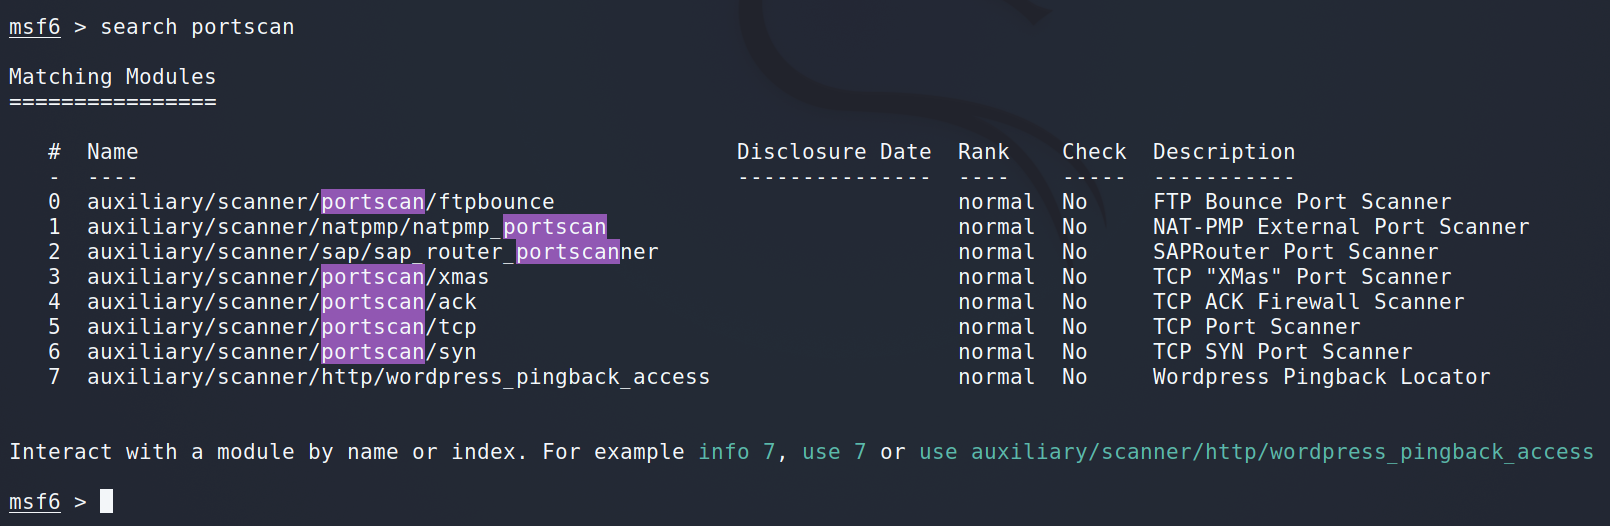 msf6 > search portscan
Matching Modules
================
   #  Name                                              Disclosure Date  Rank    Check  Description
   -  ----                                              ---------------  ----    -----  -----------
   0  auxiliary/scanner/portscan/ftpbounce                               normal  No     FTP Bounce Port Scanner
   1  auxiliary/scanner/natpmp/natpmp_portscan                           normal  No     NAT-PMP External Port Scanner
   2  auxiliary/scanner/sap/sap_router_portscanner                       normal  No     SAPRouter Port Scanner
   3  auxiliary/scanner/portscan/xmas                                    normal  No     TCP "XMas" Port Scanner
   4  auxiliary/scanner/portscan/ack                                     normal  No     TCP ACK Firewall Scanner
   5  auxiliary/scanner/portscan/tcp                                     normal  No     TCP Port Scanner
   6  auxiliary/scanner/portscan/syn                                     normal  No     TCP SYN Port Scanner
   7  auxiliary/scanner/http/wordpress_pingback_access                   normal  No     Wordpress Pingback Locator
Interact with a module by name or index. For example info 7, use 7 or use auxiliary/scanner/http/wordpress_pingback_access
msf6 >